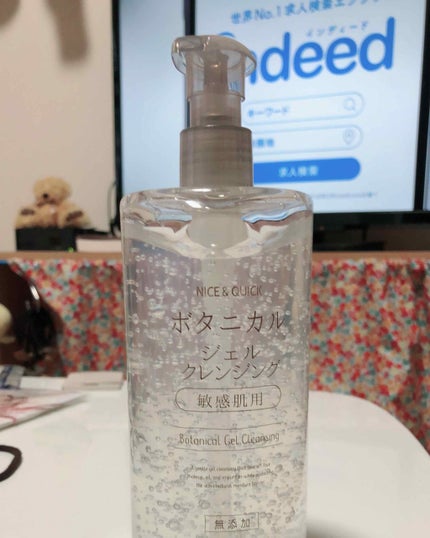 世界No.1 求人検索エンジン
インディード
indeed
キーワード
求人検索
NICE & QUICK
ボタニカル
ジェル
クレンジング
敏感肌用
Botanical Gel Cleansing
無添加